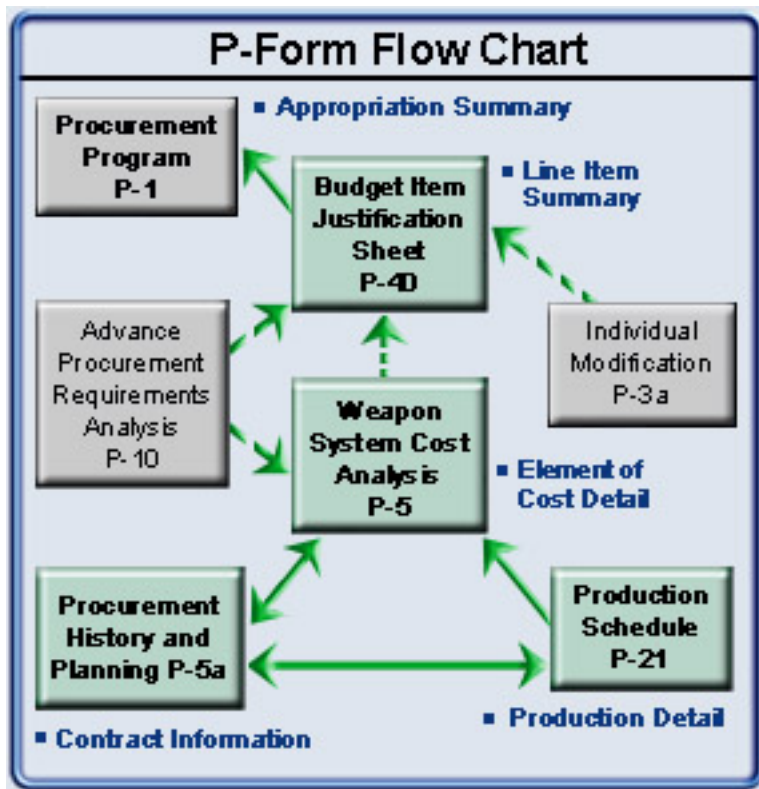 P-Form Flow Chart
▪ Appropriation Summary
Procurement
Program
P-1
Budget Item
Justification
Sheet
P-40
▪ Line Item
Summary
Advance
Procurement
Requirements
Analysis
P-10
Individual
Modification
P-3a
Weapon
System Cost
Analysis
P-5
▪ Element of
Cost Detail
Procurement
History and
Planning P-5a
Production
Schedule
P-21
▪ Production Detail
▪ Contract Information